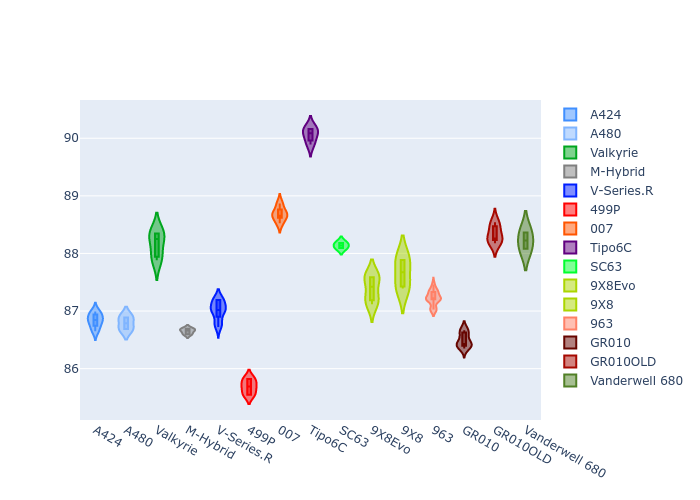 90
89
88
87
86
A424
A480
Valkyrie
M-Hybrid
V-Series.R
499P
007
Tipo6C
SC63
9X8Evo
9X8
963
GR010
GR010OLD
Vanderwell 680
A424
A480
Valkyrie
M-Hybrid
V-Series.R
499P
007
Tipo6C
SC63
9X8Evo
9X8
963
GR010
GR010OLD
Vanderwell 680